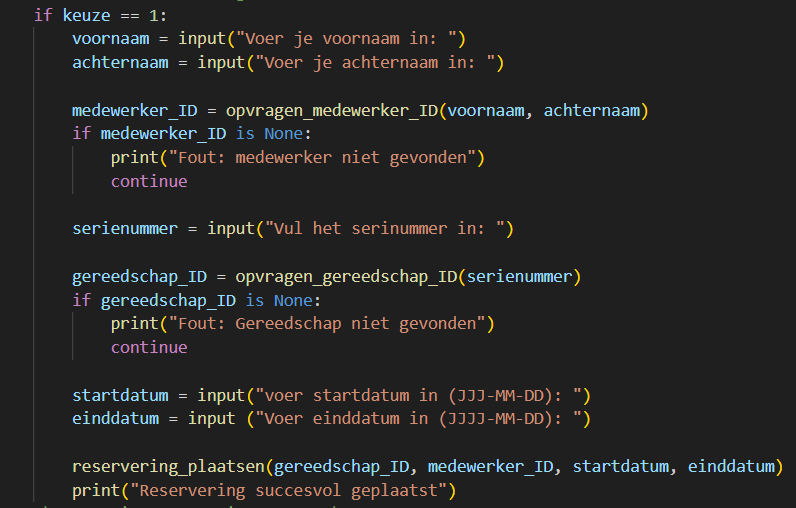 if keuze == 1:
voornaam = input("Voer je voornaam in: ")
achternaam = input("Voer je achternaam in: ")
medewerker_ID = opvragen_medewerker_ID(voornaam, achternaam)
if medewerker_ID is None:
print("Fout: medewerker niet gevonden")
continue
serienummer = input("Vul het serinummer in: ")
gereedschap_ID = opvragen_gereedschap_ID(serienummer)
if gereedschap_ID is None:
print("Fout: Gereedschap niet gevonden")
continue
startdatum = input("voer startdatum in (JJJ-MM-DD): ")
einddatum = input ("Voer einddatum in (JJJJ-MM-DD): ")
reservering_plaatsen(gereedschap_ID, medewerker_ID, startdatum, einddatum)
print("Reservering succesvol geplaatst")